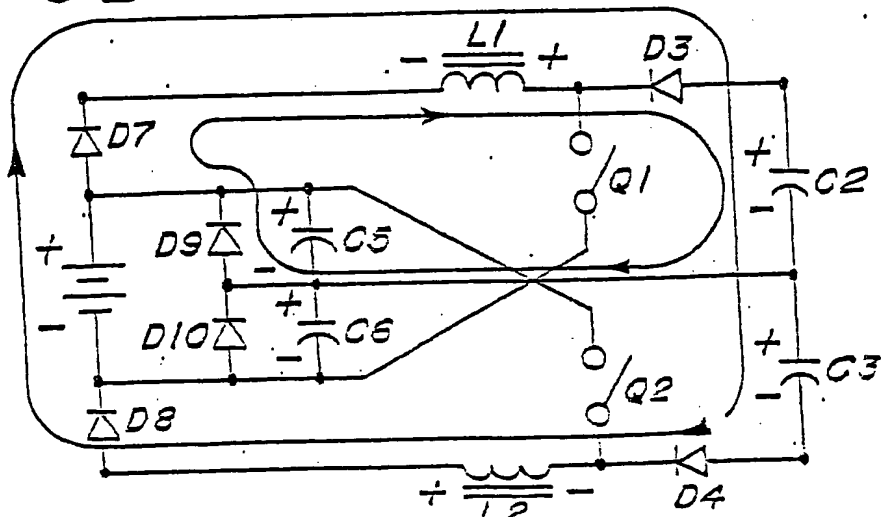 - L1 + D3
D7
+ C2
Q1
-
+ D9 + C5
-
+
- D10 - C6
+ C3
-
D8 Q2
+ L2 - D4